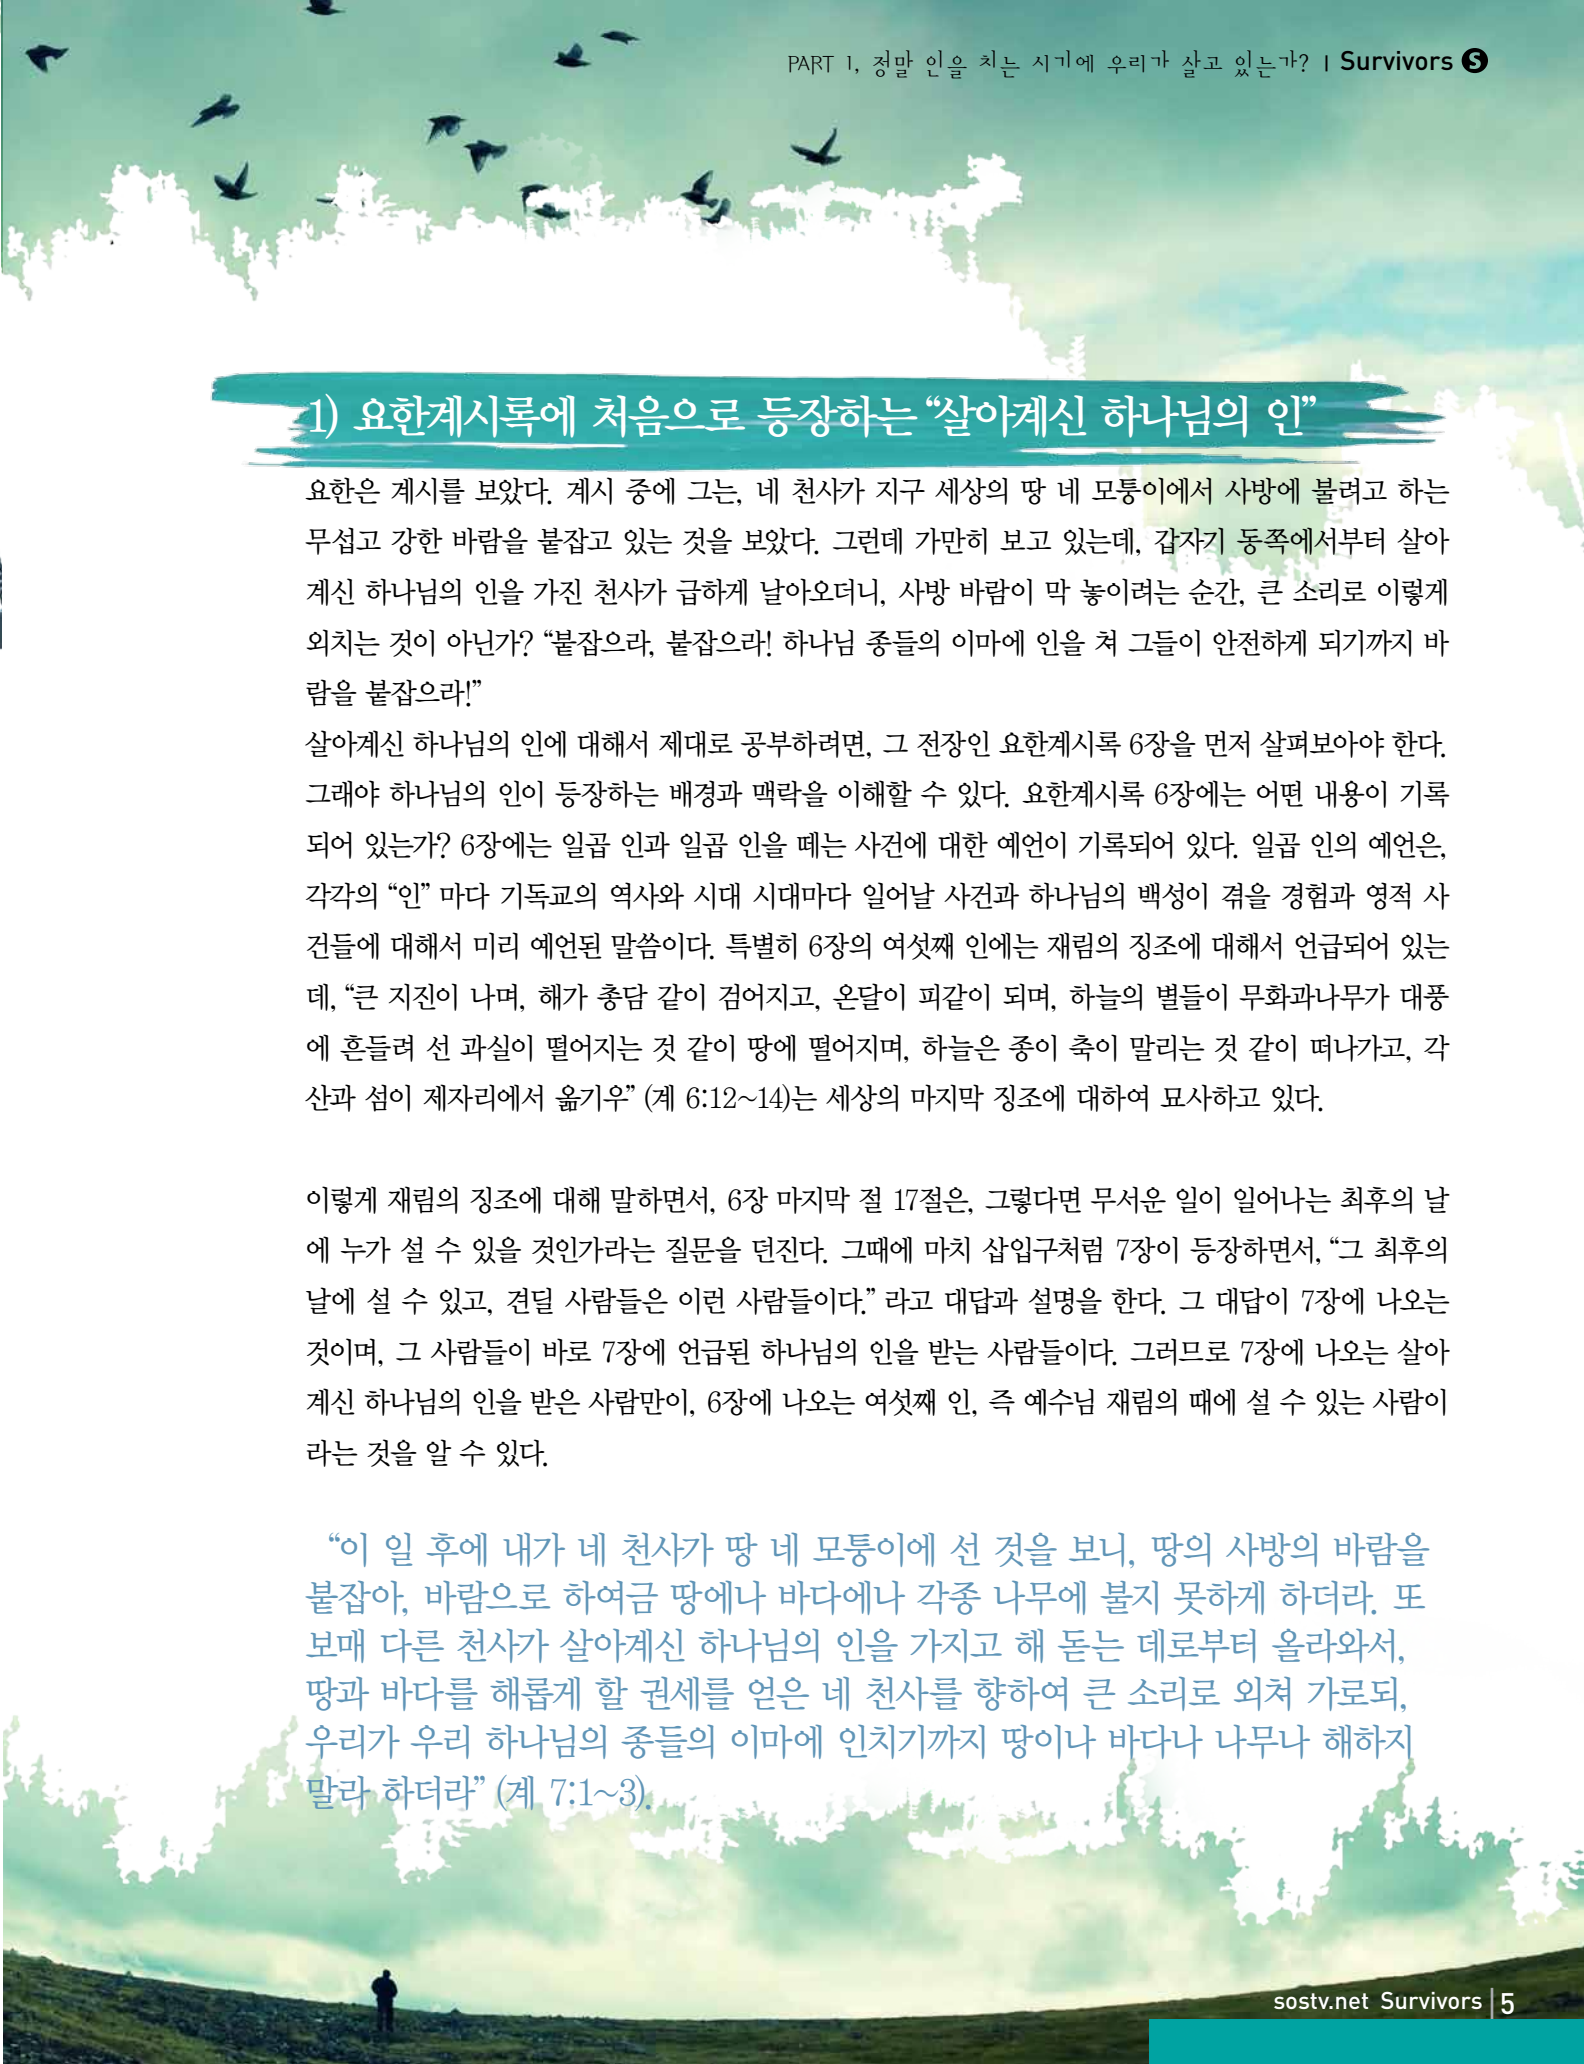 PART 1, 정말 인을 치는 시기에 우리가 살고 있는가? | Survivors S
1) 요한계시록에 처음으로 등장하는 “살아계신 하나님의 인”
요한은 계시를 보았다. 계시 중에 그는, 네 천사가 지구 세상의 땅 네 모퉁이에서 사방에 불려고 하는
무섭고 강한 바람을 붙잡고 있는 것을 보았다. 그런데 가만히 보고 있는데, 갑자기 동쪽에서부터 살아
계신 하나님의 인을 가진 천사가 급하게 날아오더니, 사방 바람이 막 놓이려는 순간, 큰 소리로 이렇게
외치는 것이 아닌가? “붙잡으라, 붙잡으라! 하나님 종들의 이마에 인을 쳐 그들이 안전하게 되기까지 바
람을 붙잡으라!”
살아계신 하나님의 인에 대해서 제대로 공부하려면, 그 전장인 요한계시록 6장을 먼저 살펴보아야 한다.
그래야 하나님의 인이 등장하는 배경과 맥락을 이해할 수 있다. 요한계시록 6장에는 어떤 내용이 기록
되어 있는가? 6장에는 일곱 인과 일곱 인을 떼는 사건에 대한 예언이 기록되어 있다. 일곱 인의 예언은,
각각의 “인” 마다 기독교의 역사와 시대 시대마다 일어날 사건과 하나님의 백성이 겪을 경험과 영적 사
건들에 대해서 미리 예언된 말씀이다. 특별히 6장의 여섯째 인에는 재림의 징조에 대해서 언급되어 있는
데, “큰 지진이 나며, 해가 총담 같이 검어지고, 온달이 피같이 되며, 하늘의 별들이 무화과나무가 대풍
에 흔들려 선 과실이 떨어지는 것 같이 땅에 떨어지며, 하늘은 종이 축이 말리는 것 같이 떠나가고, 각
산과 섬이 제자리에서 옮기우” (계 6:12~14)는 세상의 마지막 징조에 대하여 묘사하고 있다.
이렇게 재림의 징조에 대해 말하면서, 6장 마지막 절 17절은, 그렇다면 무서운 일이 일어나는 최후의 날
에 누가 설 수 있을 것인가라는 질문을 던진다. 그때에 마치 삽입구처럼 7장이 등장하면서, “그 최후의
날에 설 수 있고, 견딜 사람들은 이런 사람들이다.” 라고 대답과 설명을 한다. 그 대답이 7장에 나오는
것이며, 그 사람들이 바로 7장에 언급된 하나님의 인을 받는 사람들이다. 그러므로 7장에 나오는 살아
계신 하나님의 인을 받은 사람만이, 6장에 나오는 여섯째 인, 즉 예수님 재림의 때에 설 수 있는 사람이
라는 것을 알 수 있다.
“이 일 후에 내가 네 천사가 땅 네 모퉁이에 선 것을 보니, 땅의 사방의 바람을
붙잡아, 바람으로 하여금 땅에나 바다에나 각종 나무에 불지 못하게 하더라. 또
보매 다른 천사가 살아계신 하나님의 인을 가지고 해 돋는 데로부터 올라와서,
땅과 바다를 해롭게 할 권세를 얻은 네 천사를 향하여 큰 소리로 외쳐 가로되,
우리가 우리 하나님의 종들의 이마에 인치기까지 땅이나 바다나 나무나 해하지
말라 하더라” (계 7:1~3).
sostv.net Survivors | 5